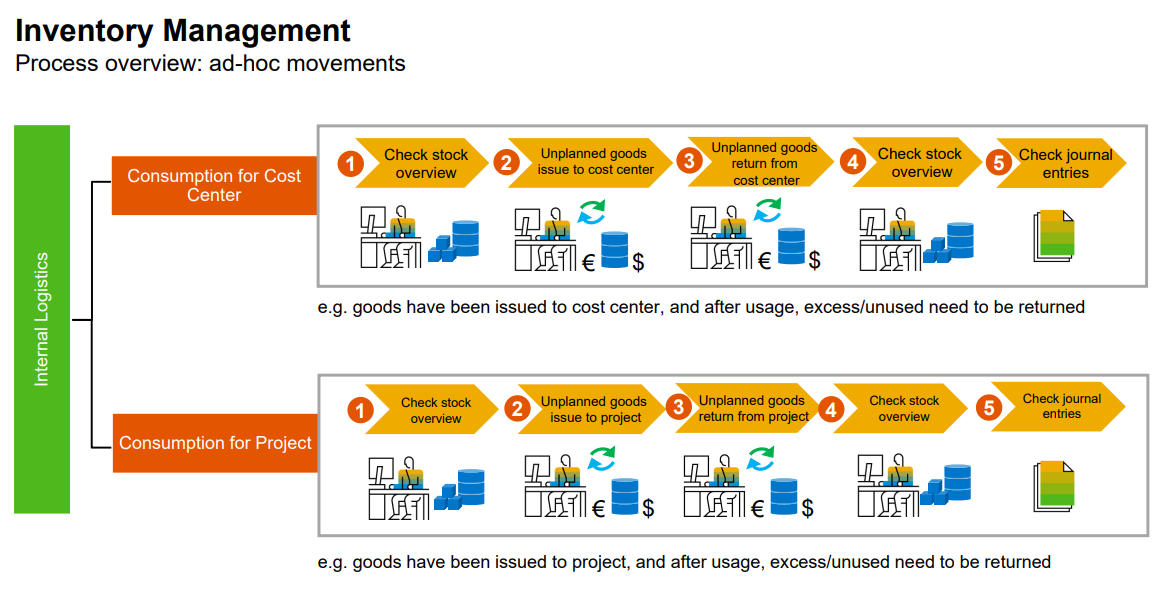 Inventory Management
Process overview: ad-hoc movements
Internal Logistics
Consumption for Cost
Center
1
Check stock
overview
2
Unplanned goods
issue to cost center
3
Unplanned goods
return from
cost center
4
Check stock
overview
5
Check journal
entries
€
$
€
$
e.g. goods have been issued to cost center, and after usage, excess/unused need to be returned
Consumption for Project
1
Check stock
overview
2
Unplanned goods
issue to project
3
Unplanned goods
return from project
4
Check stock
overview
5
Check journal
entries
€
$
€
$
e.g. goods have been issued to project, and after usage, excess/unused need to be returned